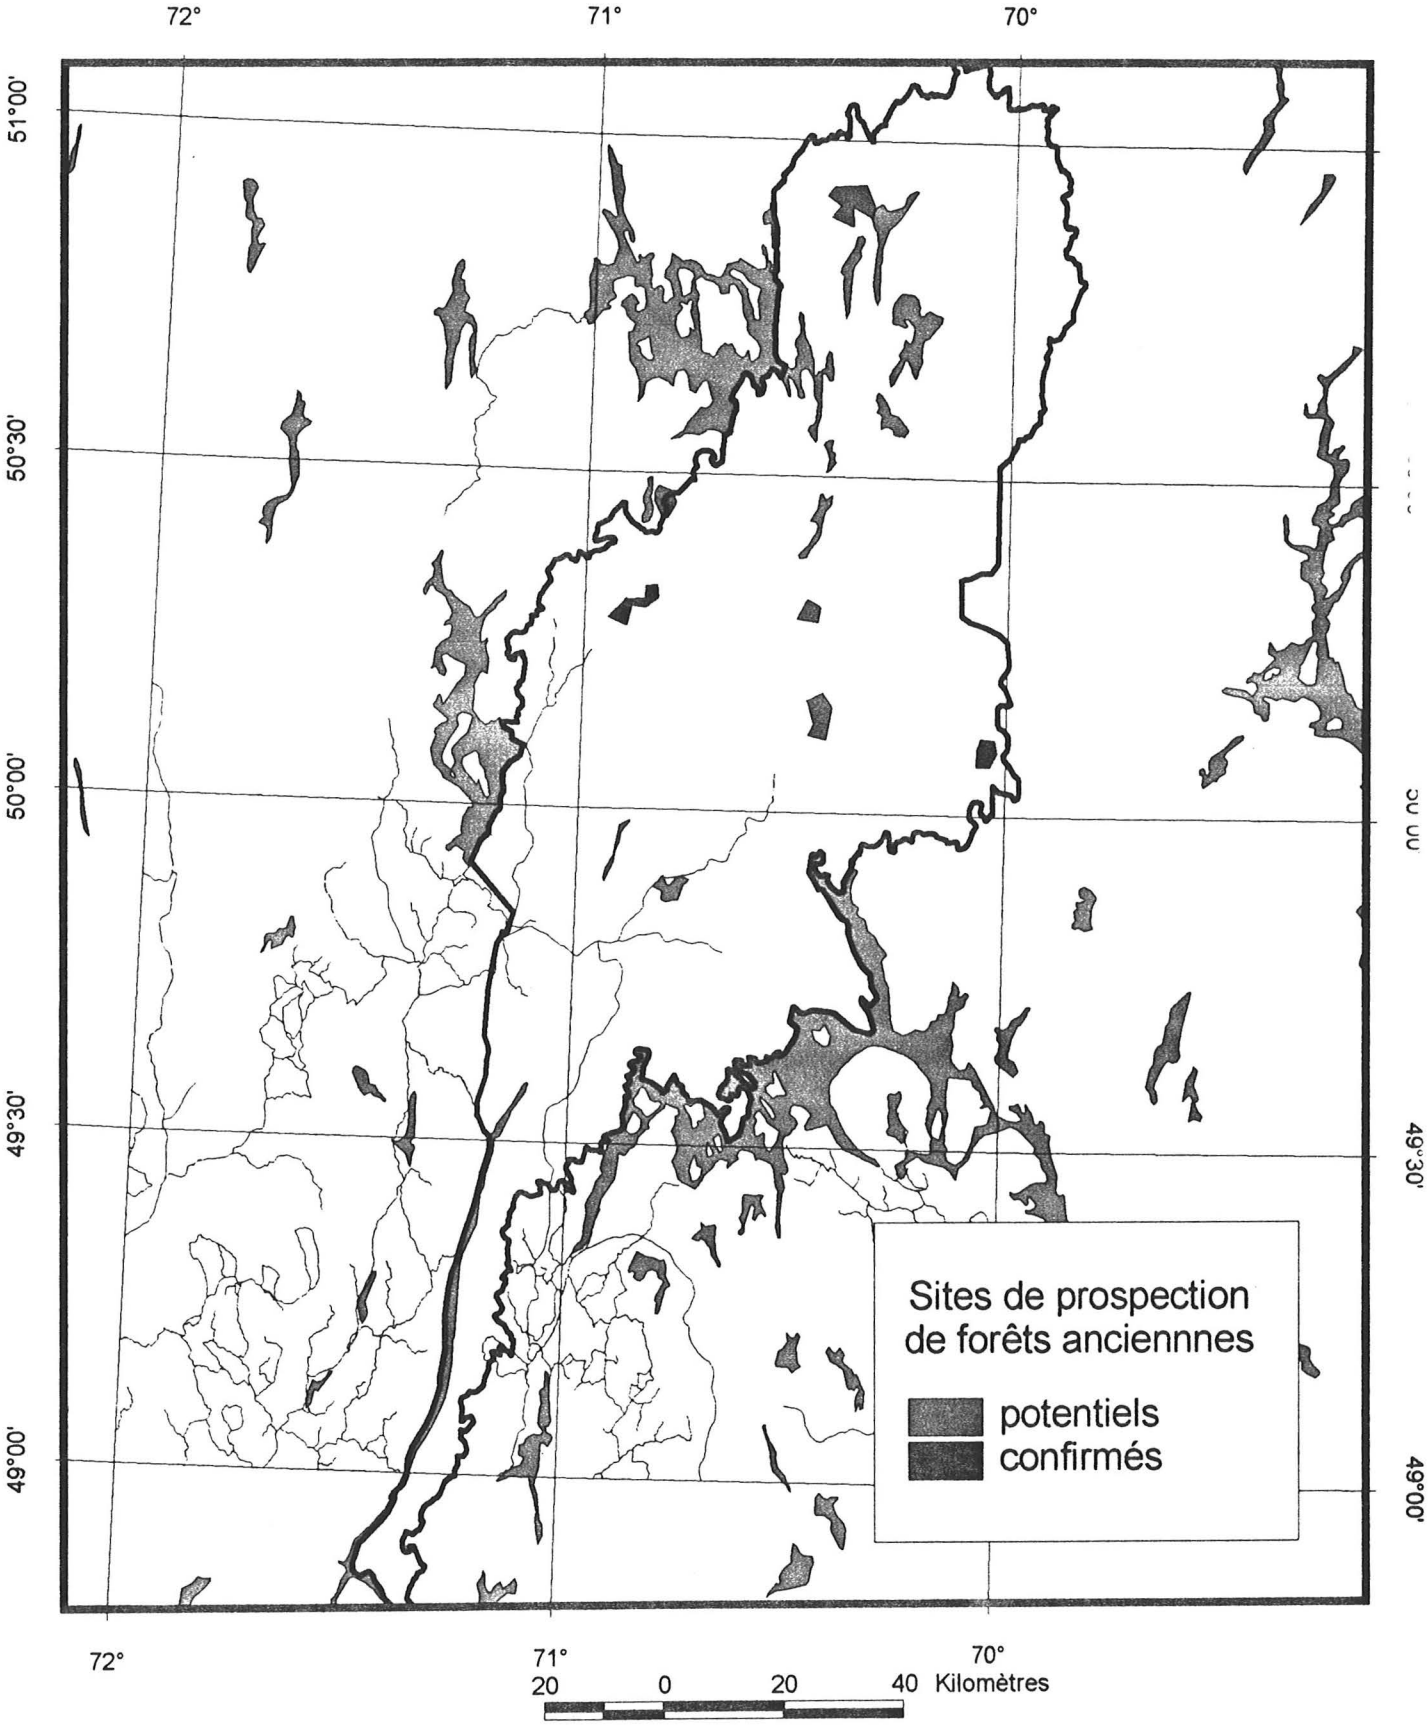 72° 71° 70°
51°00'
50°30'
50°00'
49°30'
49°30'
Sites de prospection
de forêts anciennnes
potentiels
confirmés
49°00'
49°00'
72° 71° 70°
20 0 20 40 Kilomètres